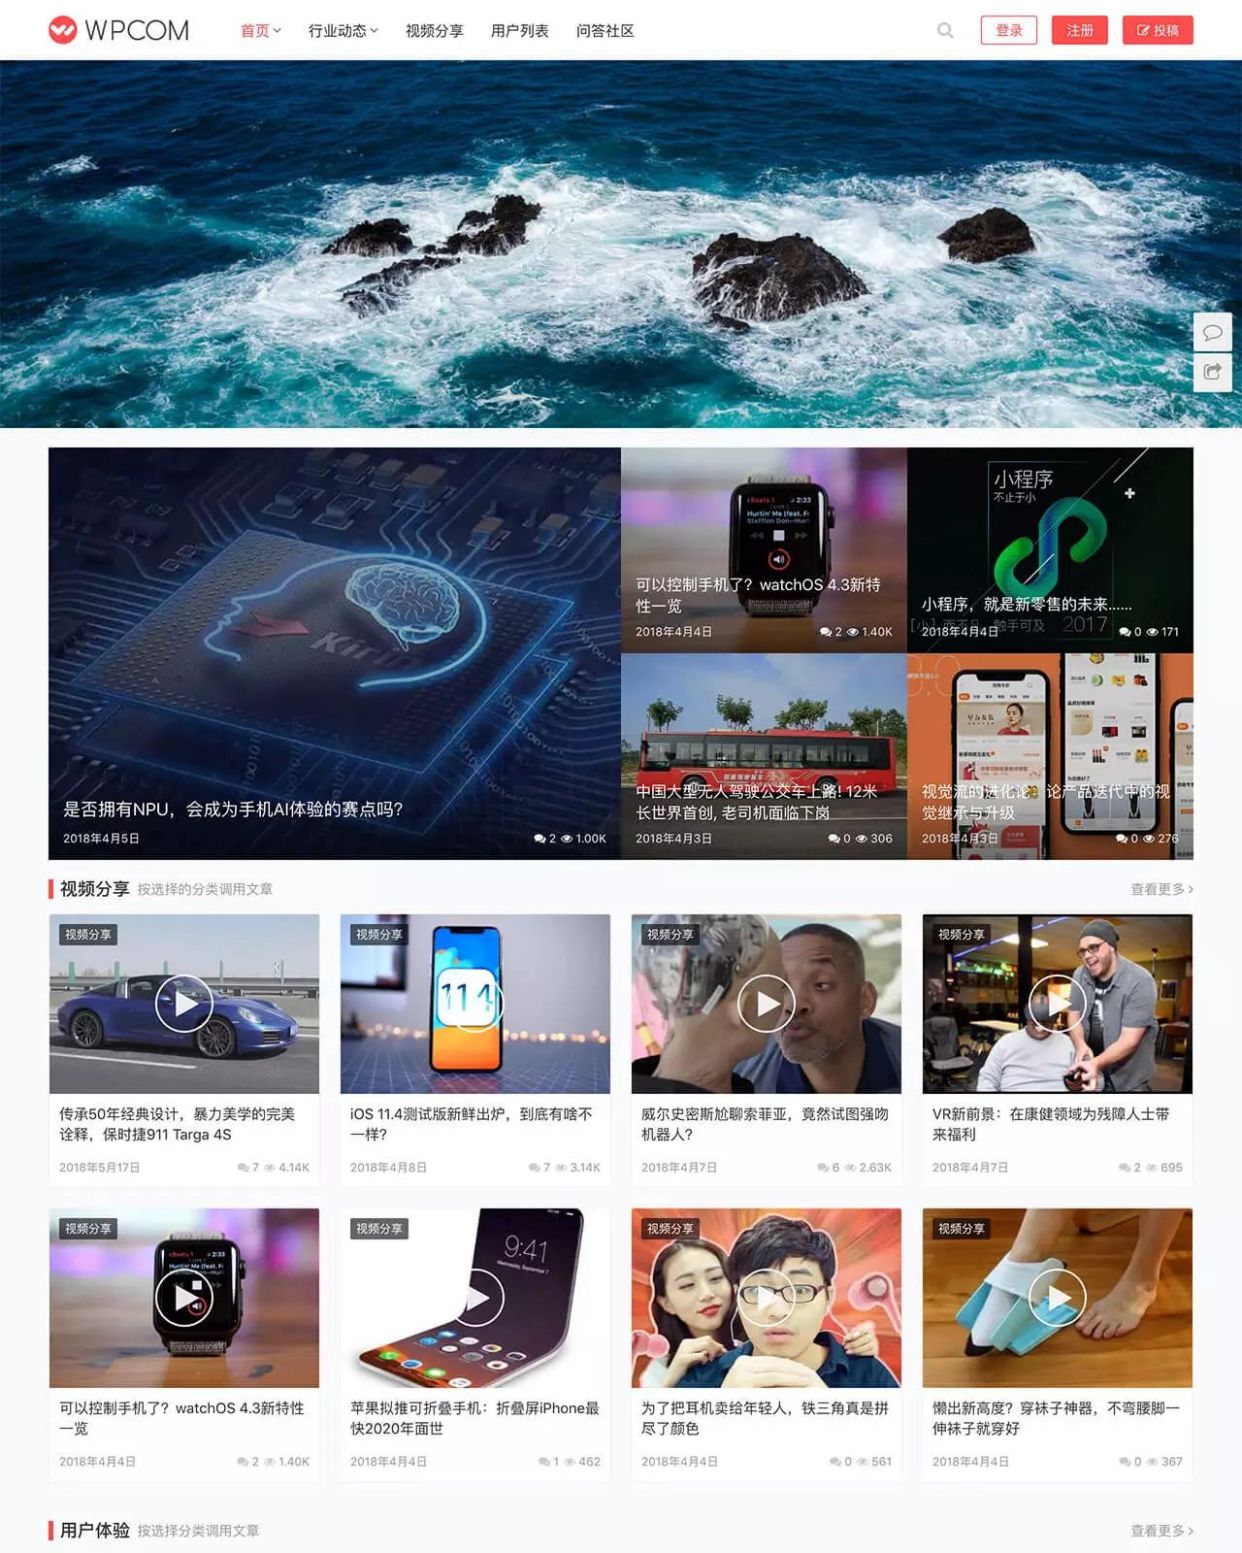 WPCOM
首页
行业动态
视频分享
用户列表
问答社区
登录
注册
投稿
是否拥有NPU，会成为手机AI体验的赛点吗？
2018年4月5日
2 1.00K
可以控制手机了？watchOS 4.3新特
性一览
2018年4月4日
2 1.40K
小程序
不止于小
小程序，就是新零售的未来......
2018年4月4日
触手可及
2017
0 171
中国大型无人驾驶公交车上路! 12米
长世界首创, 老司机面临下岗
2018年4月3日
0 306
视觉流的进化论：论产品迭代中的视
觉继承与升级
2018年4月3日
0 276
视频分享 按选择的分类调用文章
查看更多
视频分享
传承50年经典设计，暴力美学的完美
诠释，保时捷911 Targa 4S
2018年5月17日
7 4.14K
视频分享
11.4
iOS 11.4测试版新鲜出炉，到底有啥不
一样？
2018年4月8日
7 3.14K
视频分享
威尔史密斯尬聊索菲亚，竟然试图强吻
机器人？
2018年4月7日
6 2.63K
视频分享
VR新前景：在康健领域为残障人士带
来福利
2018年4月7日
2 695
视频分享
可以控制手机了？watchOS 4.3新特性
一览
2018年4月4日
2 1.40K
视频分享
9:41
苹果拟推可折叠手机：折叠屏iPhone最
快2020年面世
2018年4月4日
1 462
视频分享
为了把耳机卖给年轻人，铁三角真是拼
尽了颜色
2018年4月4日
0 561
视频分享
懒出新高度？穿袜子神器，不弯腰脚一
伸袜子就穿好
2018年4月4日
0 367
用户体验 按选择分类调用文章
查看更多